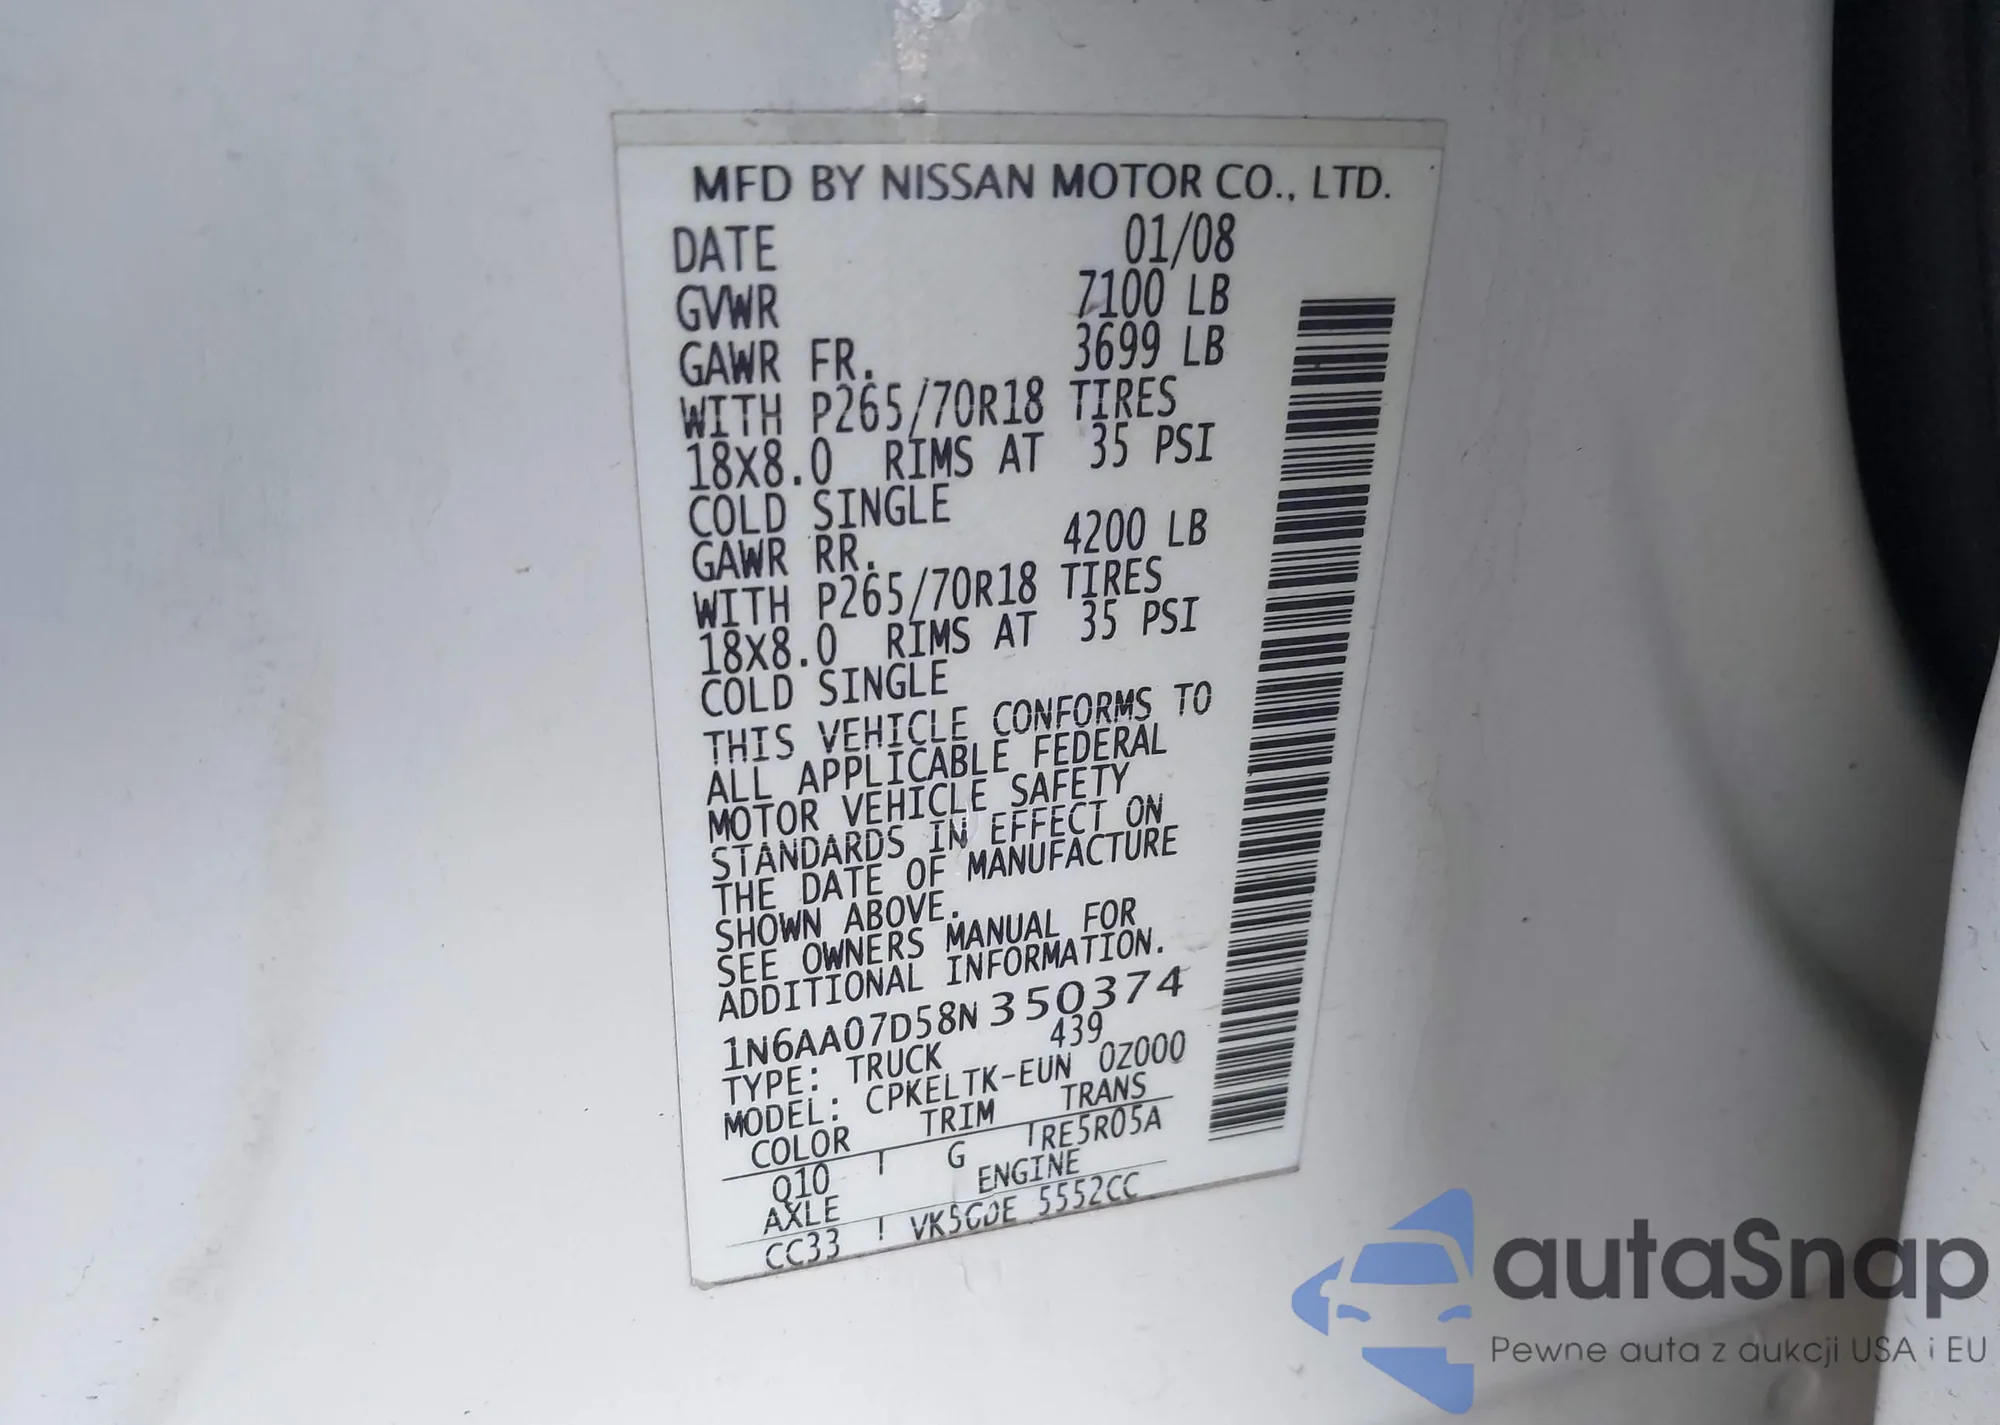 MFD BY NISSAN MOTOR CO., LTD.
DATE 01/08
GVWR 7100 LB
GAWR FR. 3699 LB
WITH P265/70R18 TIRES
18X8.0 RIMS AT 35 PSI
COLD SINGLE
GAWR RR. 4200 LB
WITH P265/70R18 TIRES
18X8.0 RIMS AT 35 PSI
COLD SINGLE
THIS VEHICLE CONFORMS TO
ALL APPLICABLE FEDERAL
MOTOR VEHICLE SAFETY
STANDARDS IN EFFECT ON
THE DATE OF MANUFACTURE
SHOWN ABOVE.
SEE OWNERS MANUAL FOR
ADDITIONAL INFORMATION.
1N6AA07D58N350374
TYPE: TRUCK 439
MODEL: CPKELTK-EUN 0Z000
COLOR TRIM TRANS
Q10 G RE5R05A
AXLE ENGINE
CC33 VK5CDE 5552CC
autaSnap
Pewne auta z aukcji USA i EU